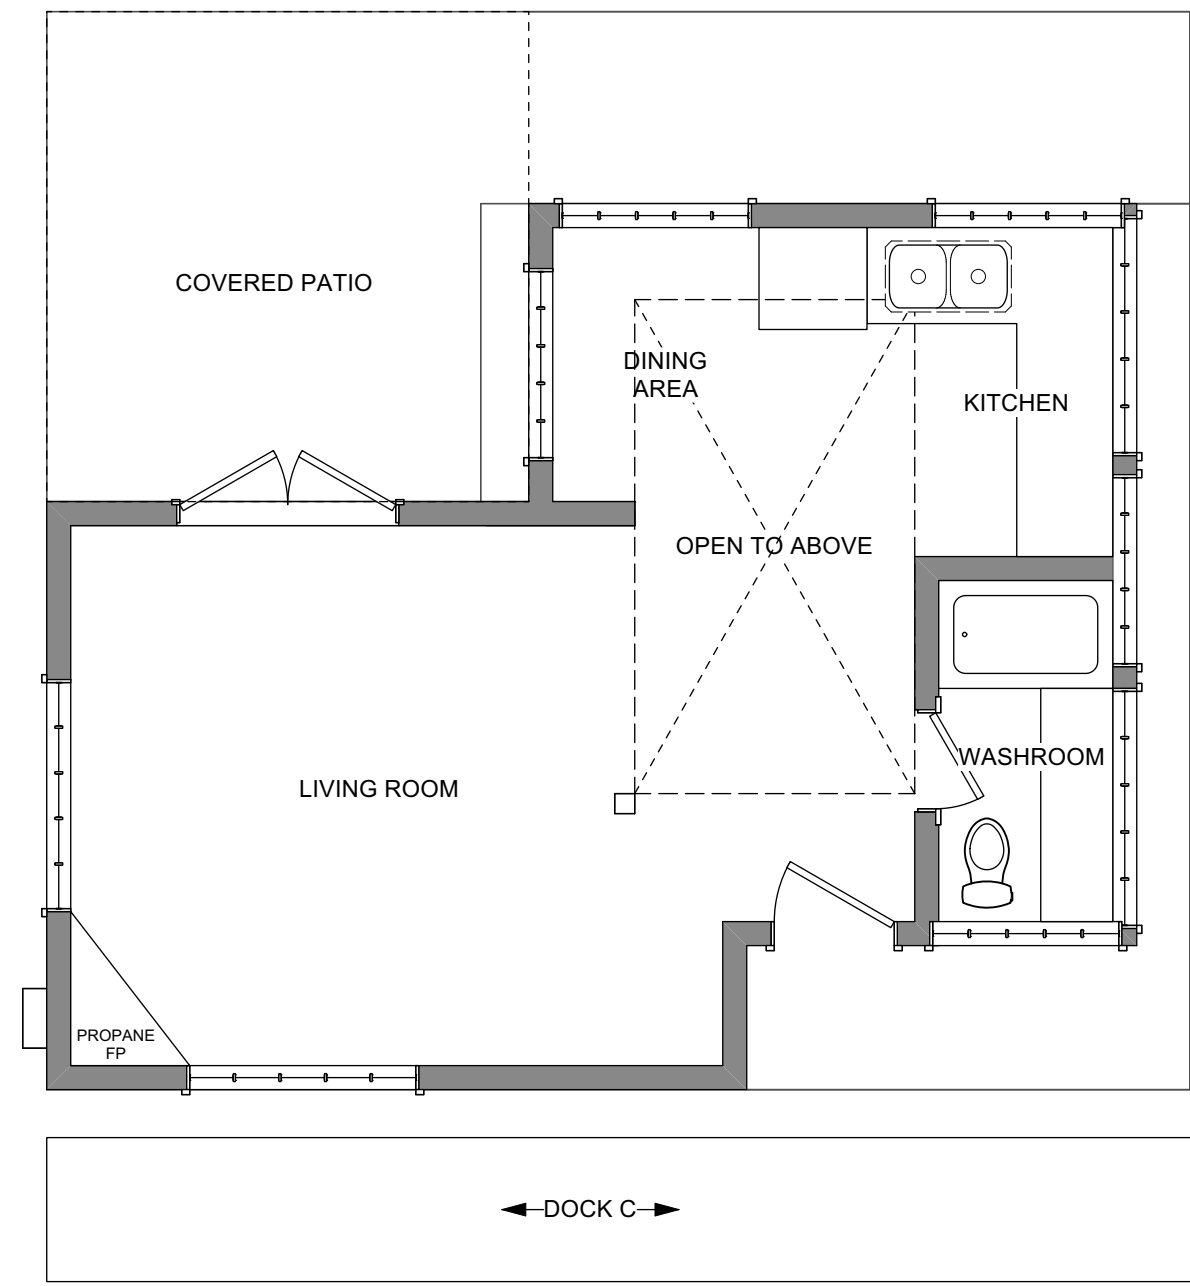 COVERED PATIO
DINING
AREA
KITCHEN
OPEN TO ABOVE
WASHROOM
LIVING ROOM
PROPANE
FP
DOCK C